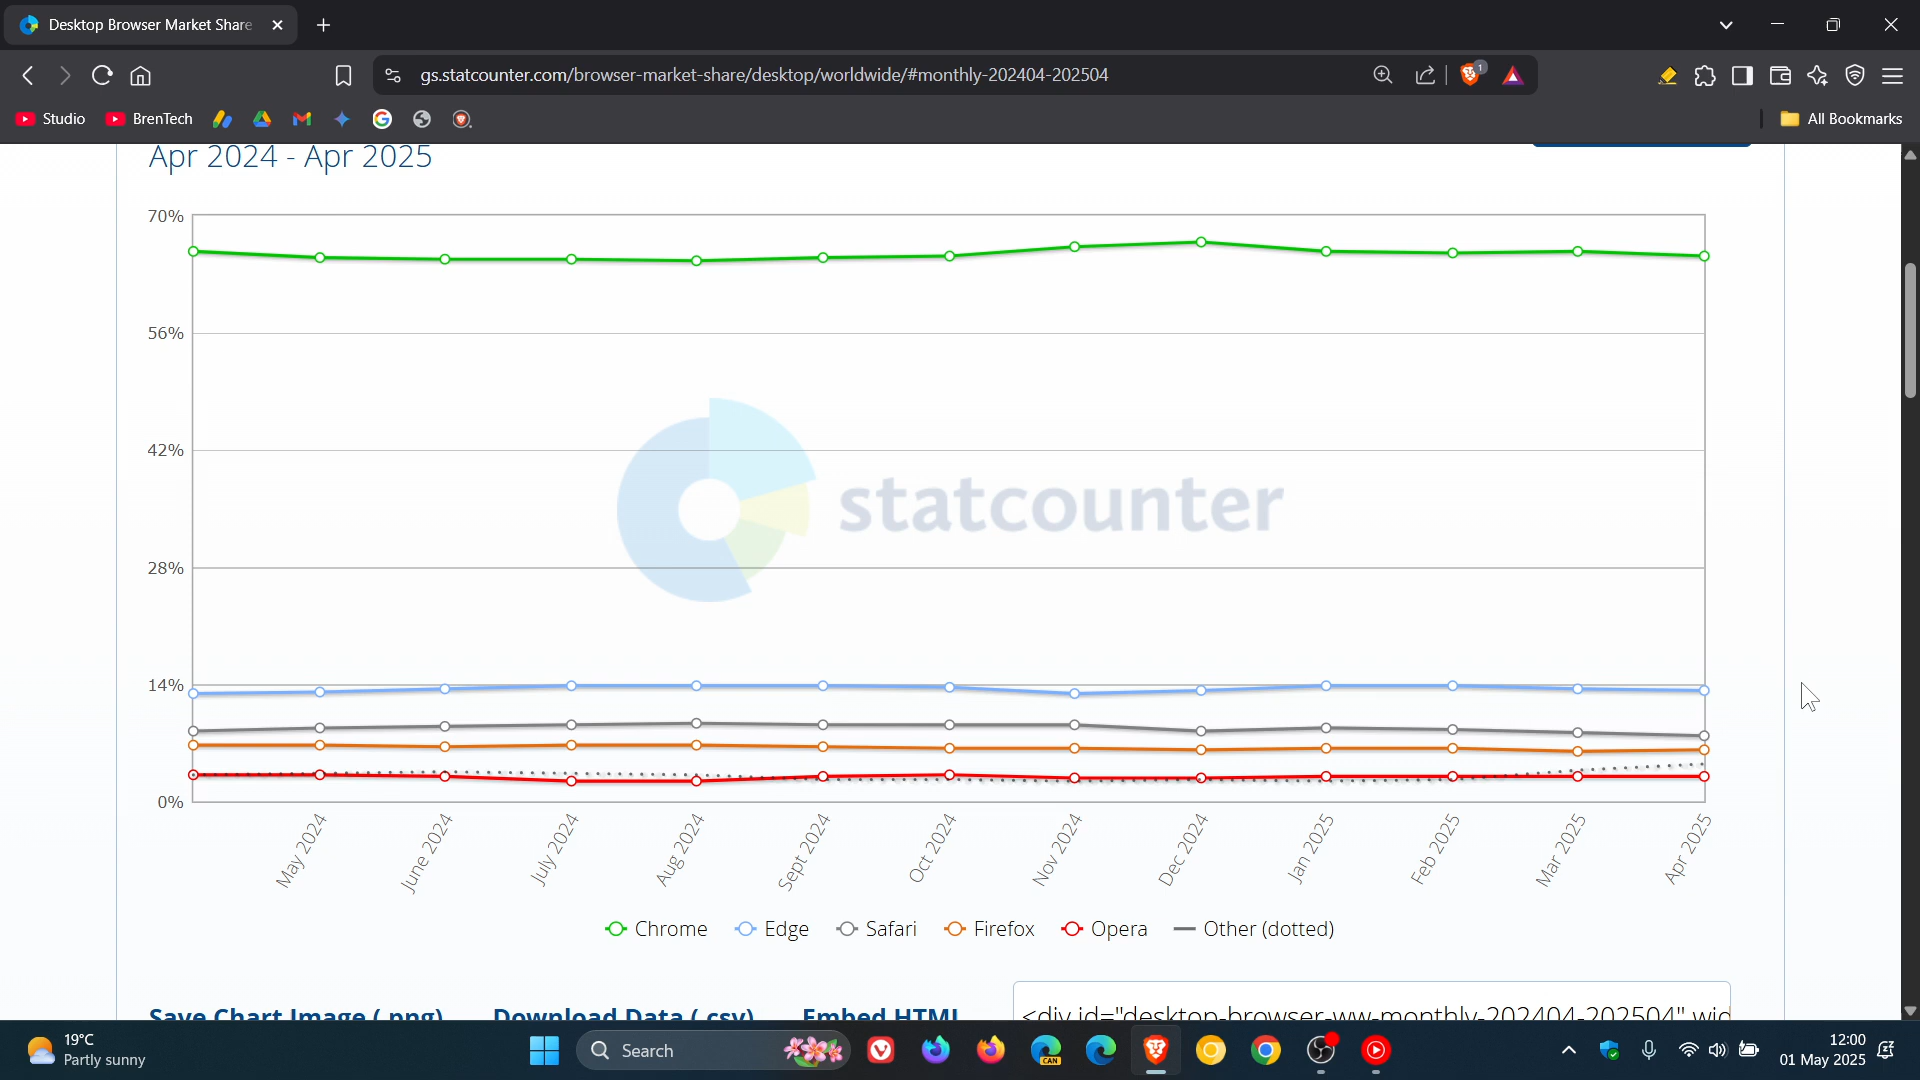 Desktop Browser Market Share
gs.statcounter.com/browser-market-share/desktop/worldwide/#monthly-202404-202504
1
Studio
BrenTech
All Bookmarks
Apr 2024 - Apr 2025
70%
56%
42%
28%
14%
0%
statcounter
May 2024
June 2024
July 2024
Aug 2024
Sept 2024
Oct 2024
Nov 2024
Dec 2024
Jan 2025
Feb 2025
Mar 2025
Apr 2025
Chrome
Edge
Safari
Firefox
Opera
Other (dotted)
Save Chart Image (.png)
Download Data (.csv)
Embed HTML
<div id="desktop-browser-ww-monthly-202404-202504" wid
19°C
Partly sunny
Search
CAN
12:00
01 May 2025